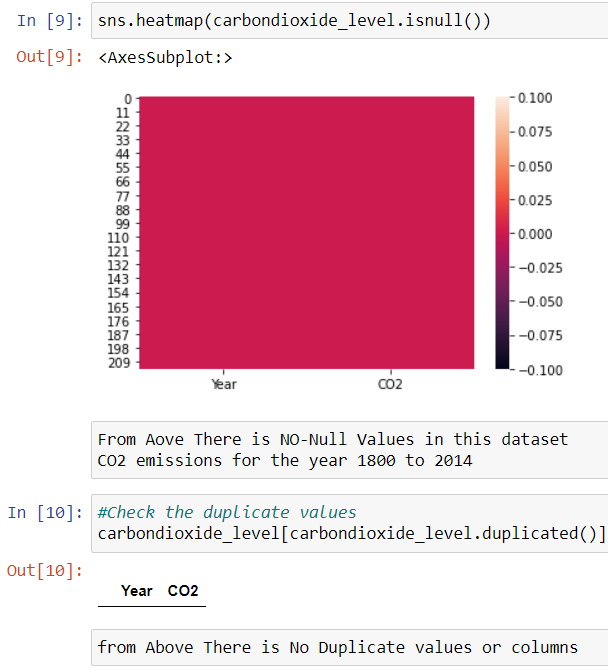 In [9]: sns.heatmap(carbondioxide_level.isnull())
Out[9]: <AxesSubplot:>
0
11
22
33
44
55
66
77
88
99
110
121
132
143
154
165
176
187
198
209
Year CO2
0.100
0.075
0.050
0.025
0.000
−0.025
−0.050
−0.075
−0.100
From Aove There is NO-Null Values in this dataset
CO2 emissions for the year 1800 to 2014
In [10]: #Check the duplicate values
carbondioxide_level[carbondioxide_level.duplicated()]
Out[10]:
Year CO2
from Above There is No Duplicate values or columns